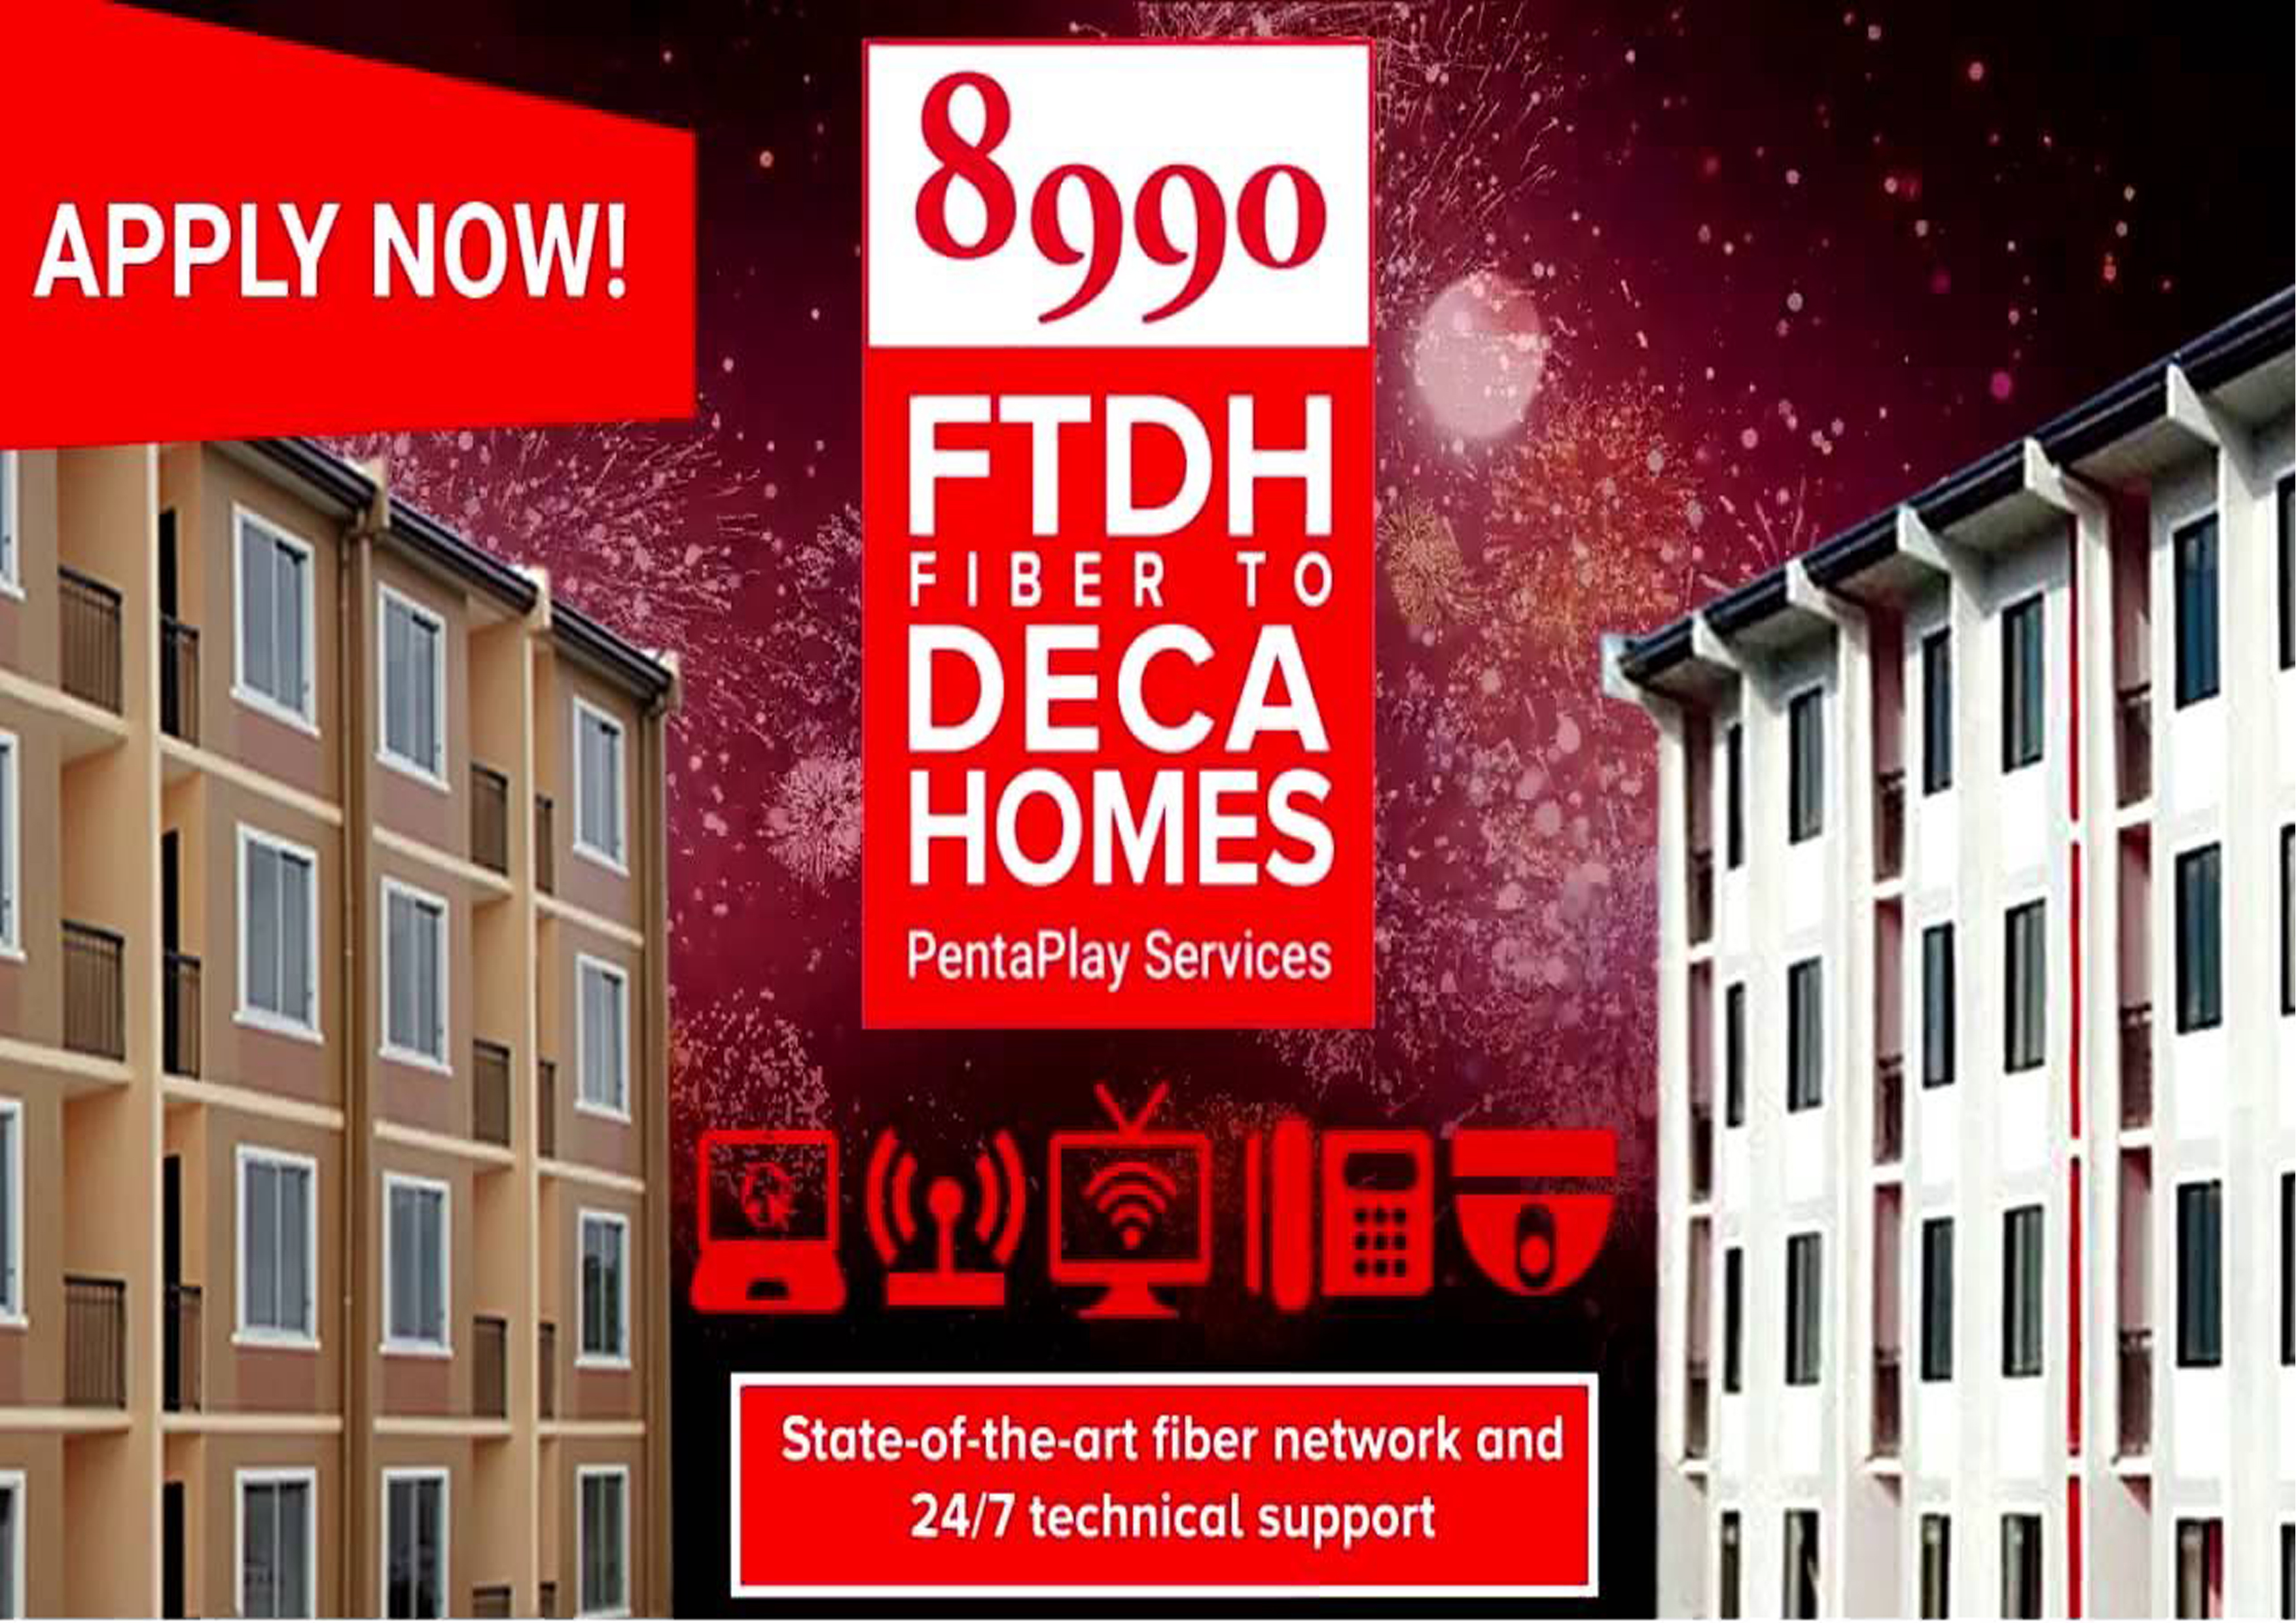 APPLY NOW!
8990
FTDH
FIBER TO
DECA
HOMES
PentaPlay Services
State-of-the-art fiber network and
24/7 technical support